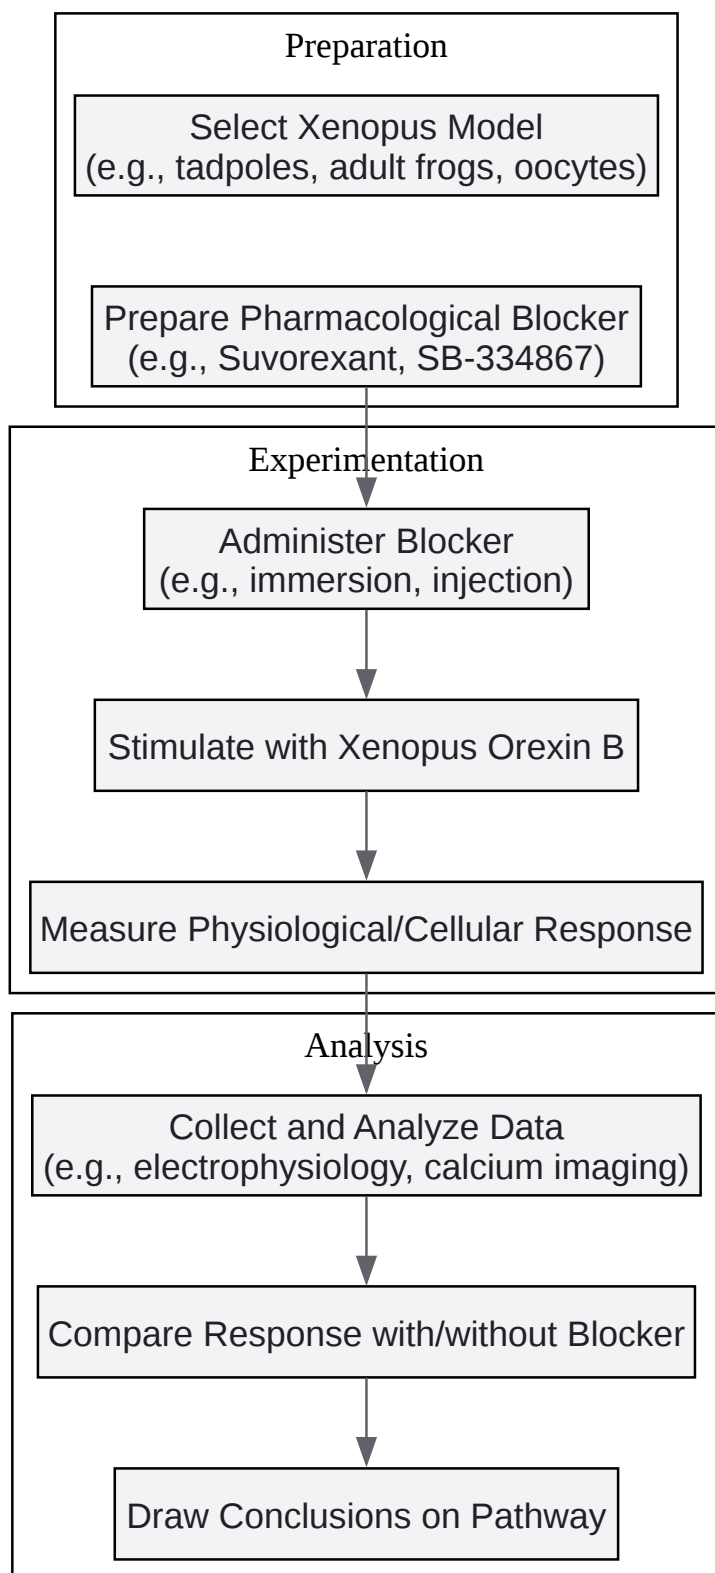 Preparation
Select Xenopus Model
(e.g., tadpoles, adult frogs, oocytes)
Prepare Pharmacological Blocker
(e.g., Suvorexant, SB-334867)
Experimentation
Administer Blocker
(e.g., immersion, injection)
Stimulate with Xenopus Orexin B
Measure Physiological/Cellular Response
Analysis
Collect and Analyze Data
(e.g., electrophysiology, calcium imaging)
Compare Response with/without Blocker
Draw Conclusions on Pathway